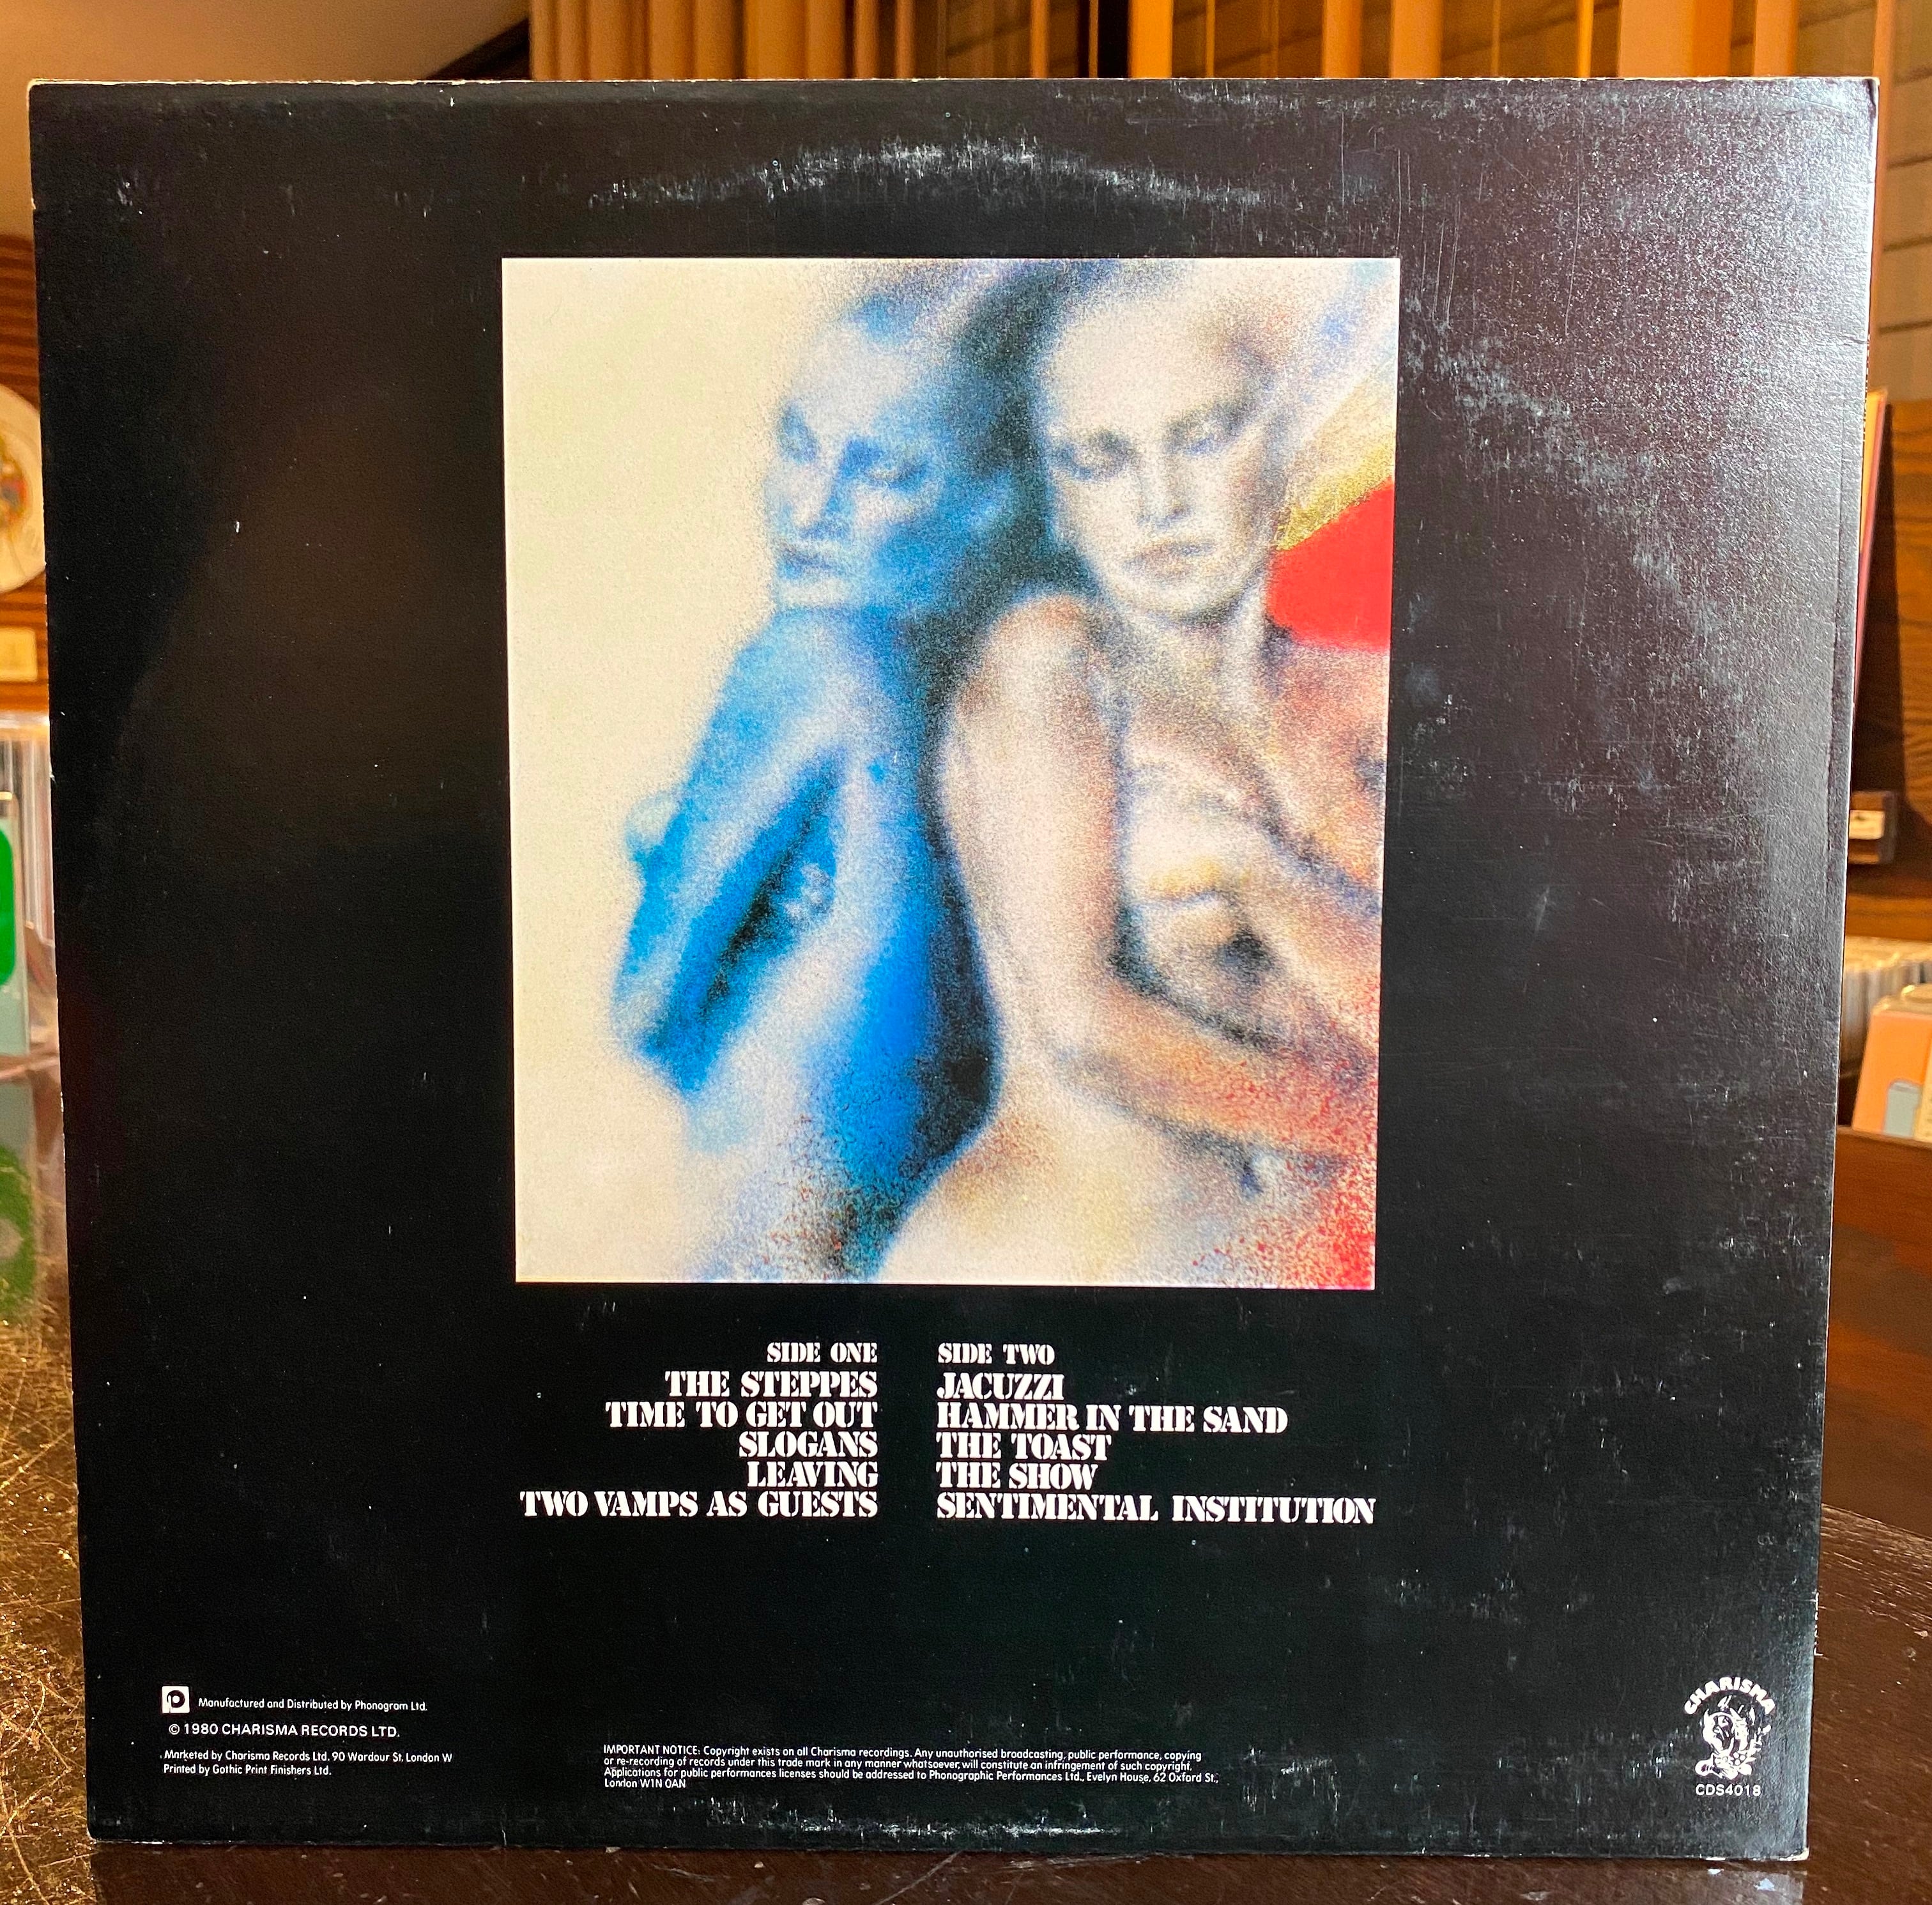 SIDE ONE
THE STEPPES
TIME TO GET OUT
SLOGANS
LEAVING
TWO VAMPS AS GUESTS
SIDE TWO
JACUZZI
HAMMER IN THE SAND
THE TOAST
THE SHOW
SENTIMENTAL INSTITUTION
Manufactured and Distributed by Phonogram Ltd.
© 1980 CHARISMA RECORDS LTD.
Marketed by Charisma Records Ltd. 90 Wardour St. London W
Printed by Gothic Print Finishers Ltd.
IMPORTANT NOTICE: Copyright exists on all Charisma recordings. Any unauthorised broadcasting, public performance, copying
or re-recording of records under this trade mark in any manner whatsoever, will constitute an infringement of such copyright.
Applications for public performances licenses should be addressed to Phonographic Performances Ltd., Evelyn House, 62 Oxford St.,
London W1N 0AN
CHARISMA
CDS4018